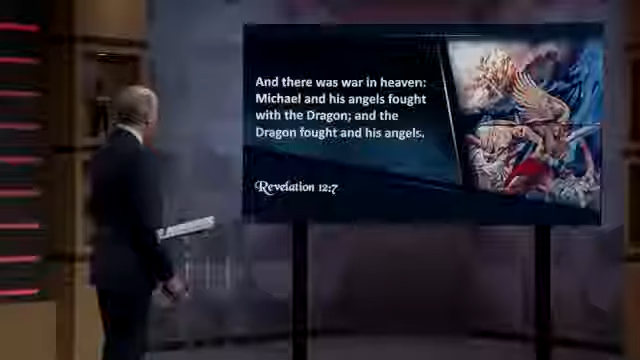 And there was war in heaven:
Michael and his angels fought
with the Dragon; and the
Dragon fought and his angels.
Revelation 12:7